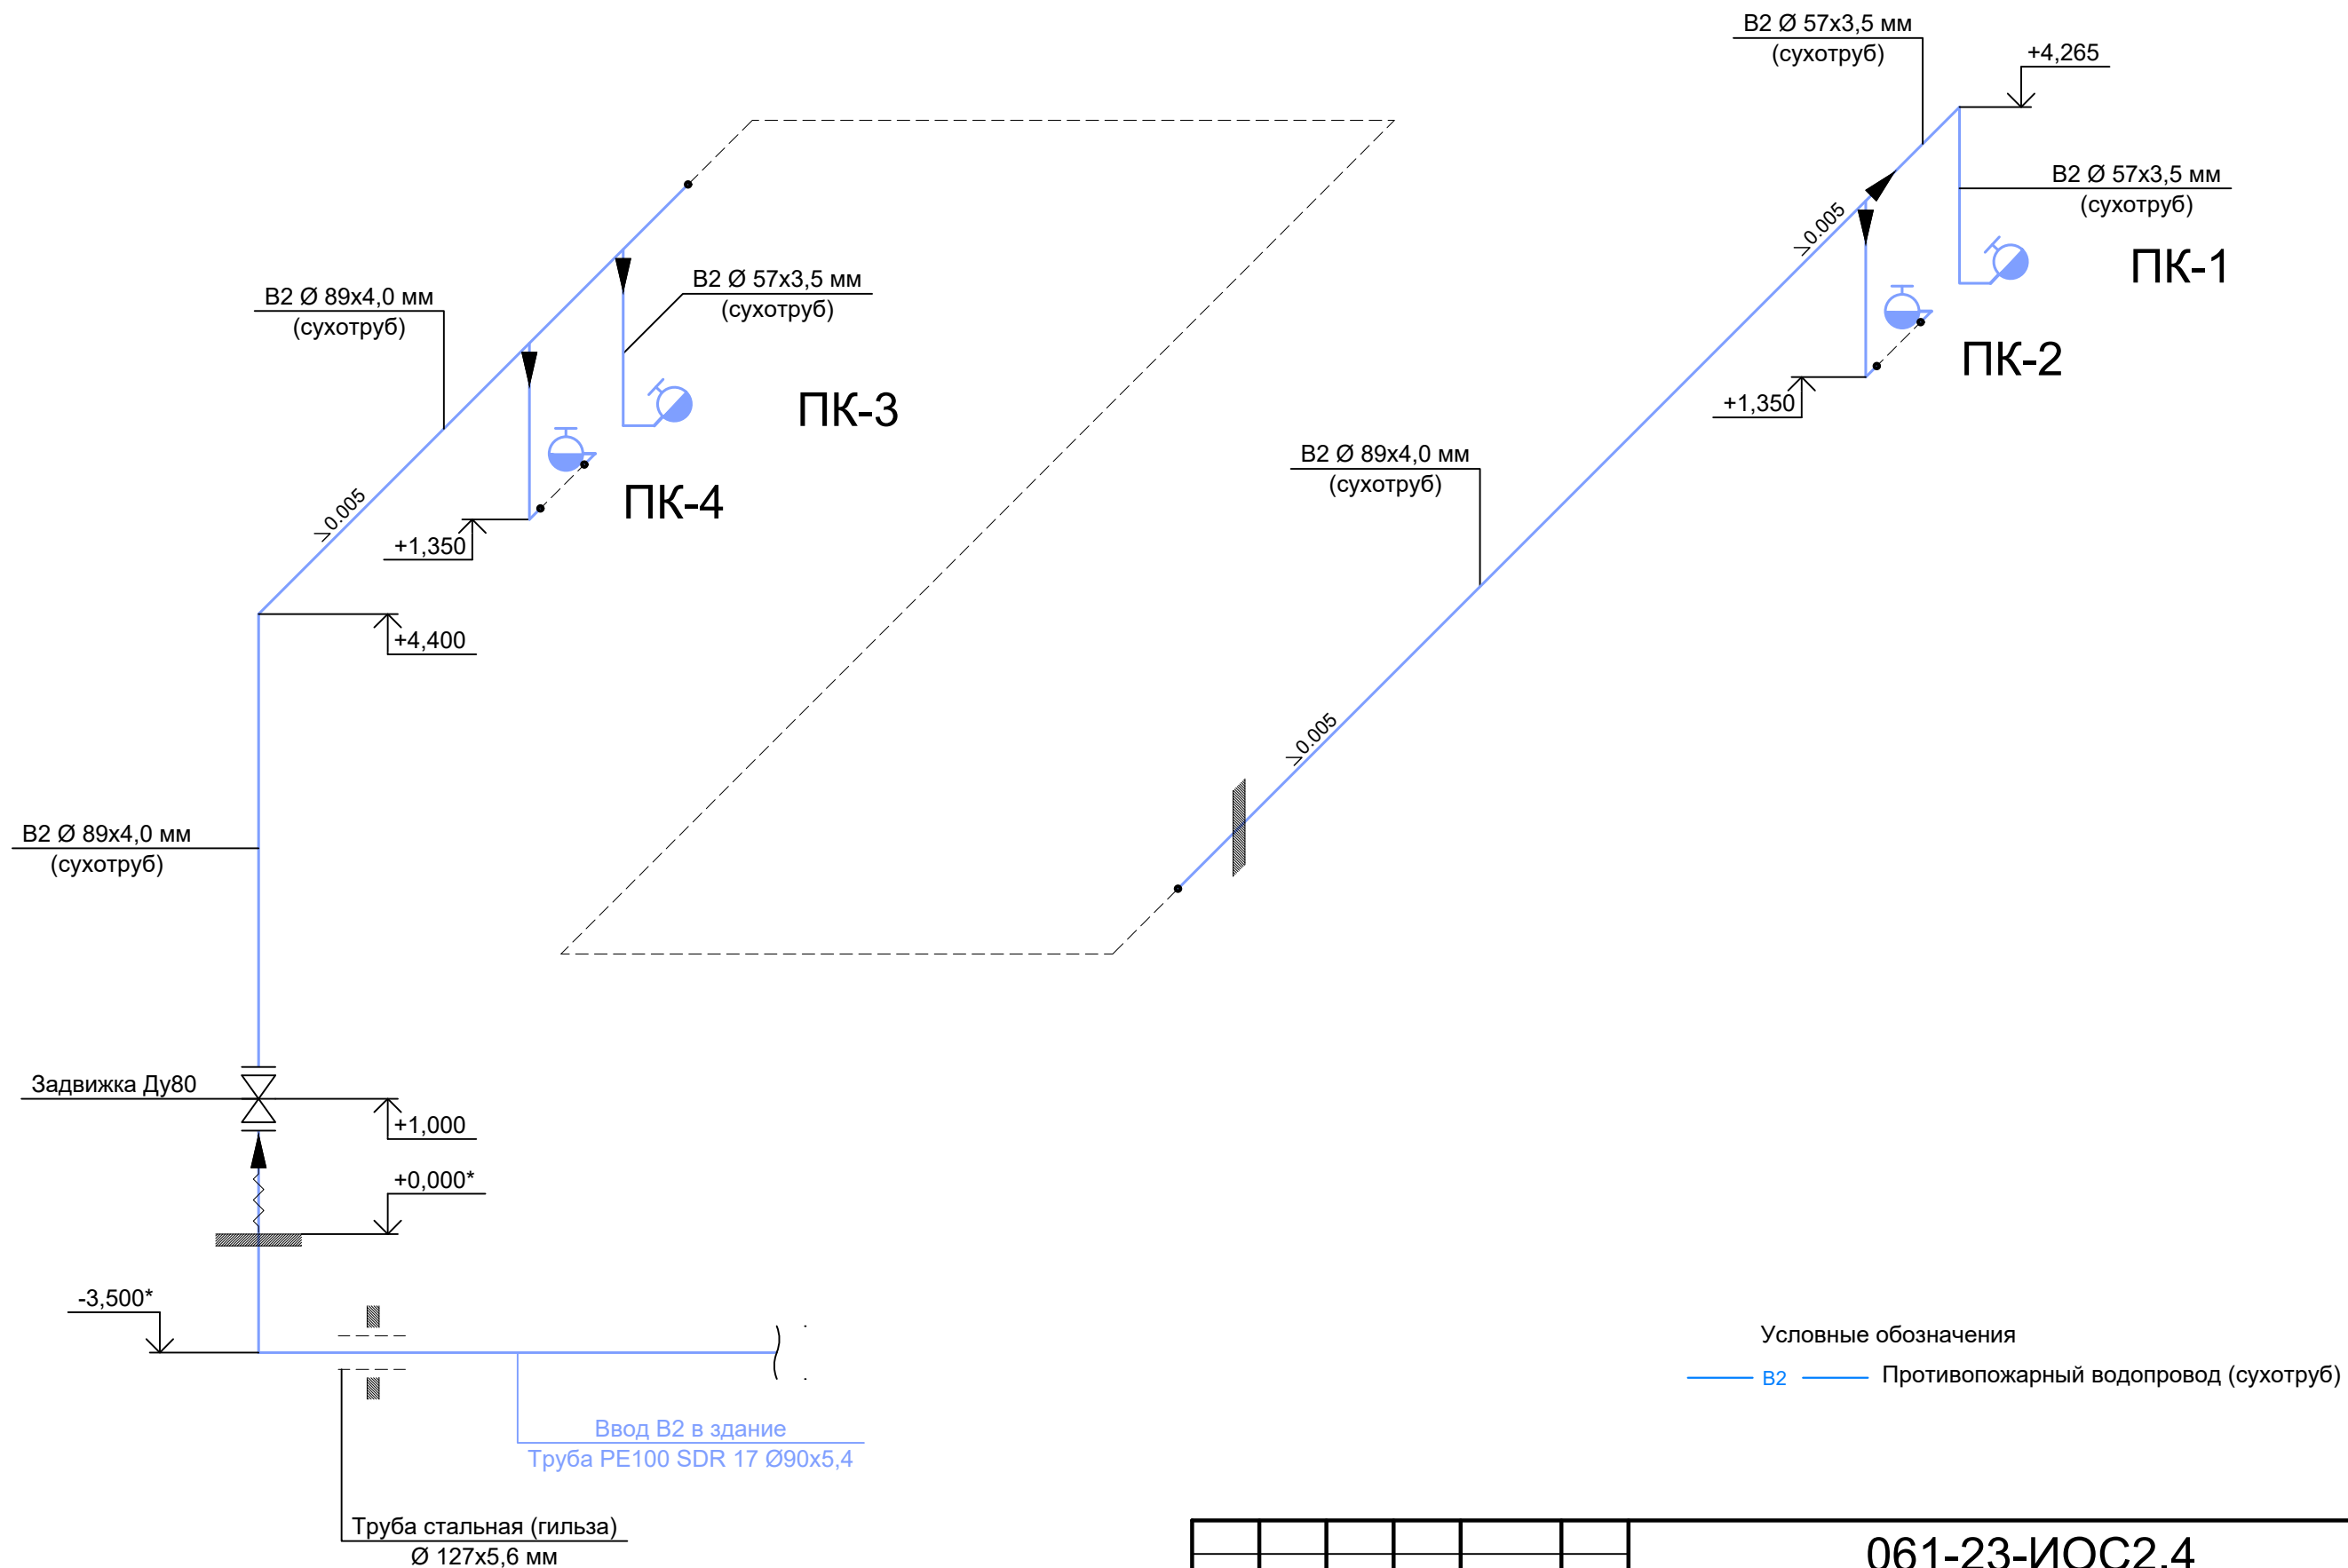 В2 Ø 57х3,5 мм
(сухотруб)
+4,265
В2 Ø 57х3,5 мм
(сухотруб)
>0.005
ПК-1
В2 Ø 57х3,5 мм
(сухотруб)
В2 Ø 89х4,0 мм
(сухотруб)
ПК-2
ПК-3
+1,350
В2 Ø 89х4,0 мм
(сухотруб)
ПК-4
>0.005
+1,350
+4,400
>0.005
В2 Ø 89х4,0 мм
(сухотруб)
Задвижка Ду80
+1,000
+0,000*
-3,500*
Условные обозначения
В2
Противопожарный водопровод (сухотруб)
Ввод В2 в здание
Труба PE100 SDR 17 Ø90х5,4
Труба стальная (гильза)
Ø 127х5,6 мм
061-23-ИОС2.4